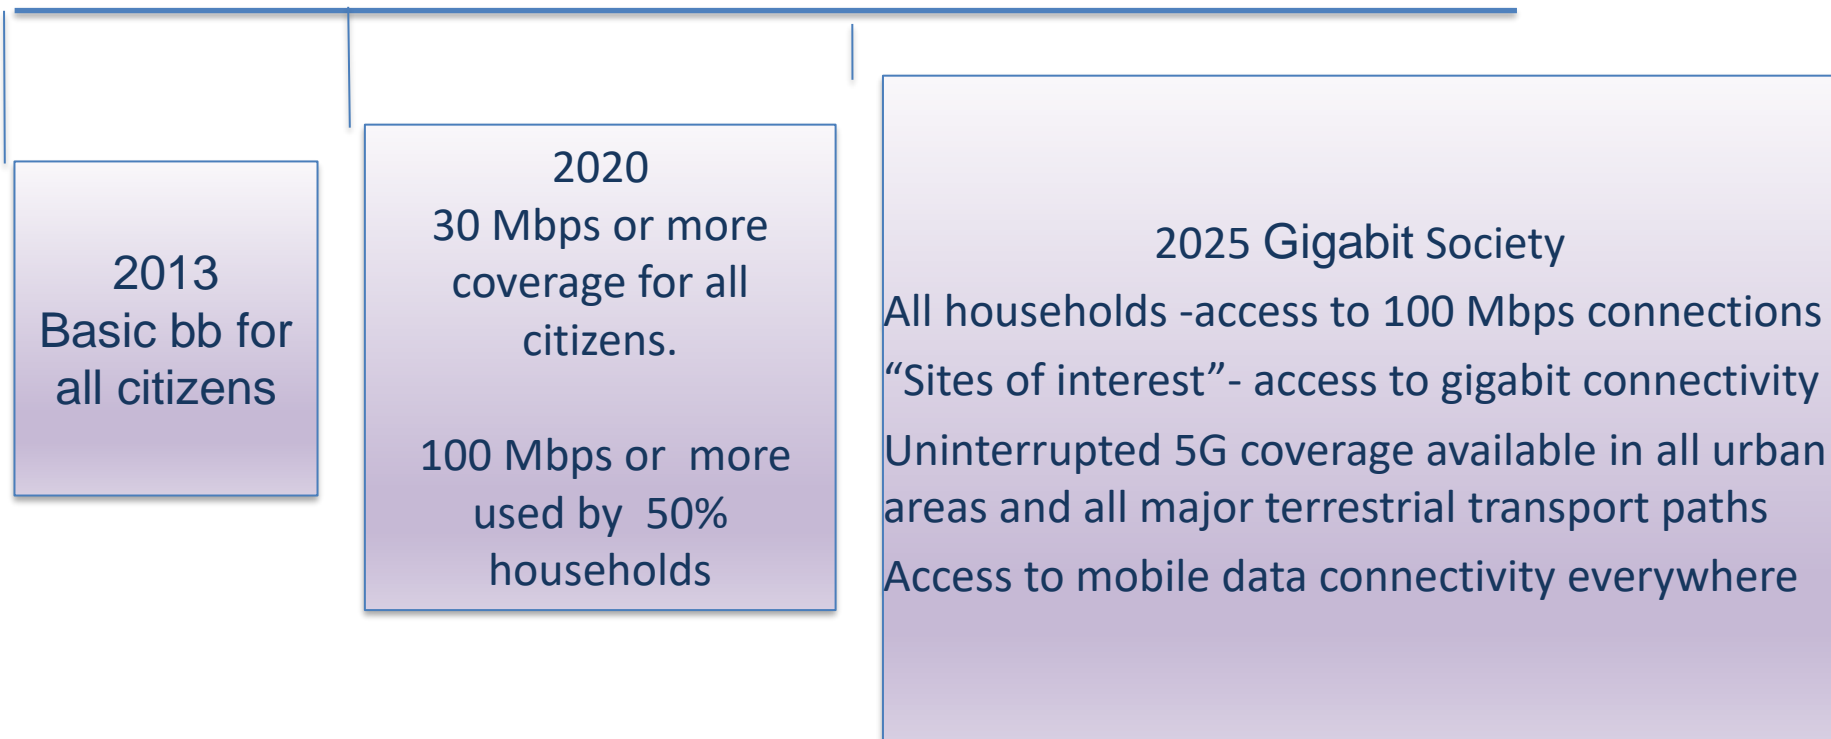 2013
Basic bb for
all citizens
2020
30 Mbps or more
coverage for all
citizens.
100 Mbps or  more
used by  50%
households
2025 Gigabit Society
All households -access to 100 Mbps connections
“Sites of interest”- access to gigabit connectivity
Uninterrupted 5G coverage available in all urban
areas and all major terrestrial transport paths
Access to mobile data connectivity everywhere